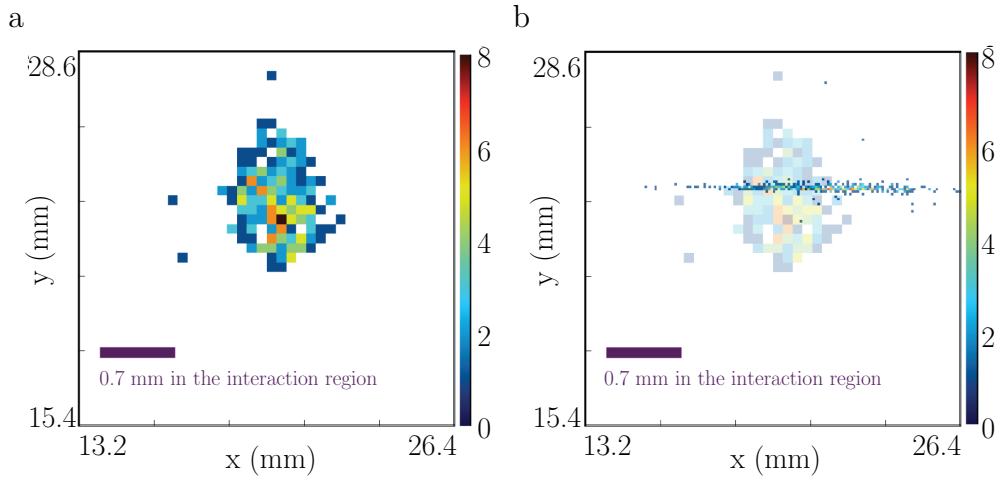 a
28.6
y (mm)
15.4
13.2
26.4
x (mm)
8
6
4
2
0
0.7 mm in the interaction region
b
28.6
y (mm)
15.4
13.2
26.4
x (mm)
8
6
4
2
0
0.7 mm in the interaction region